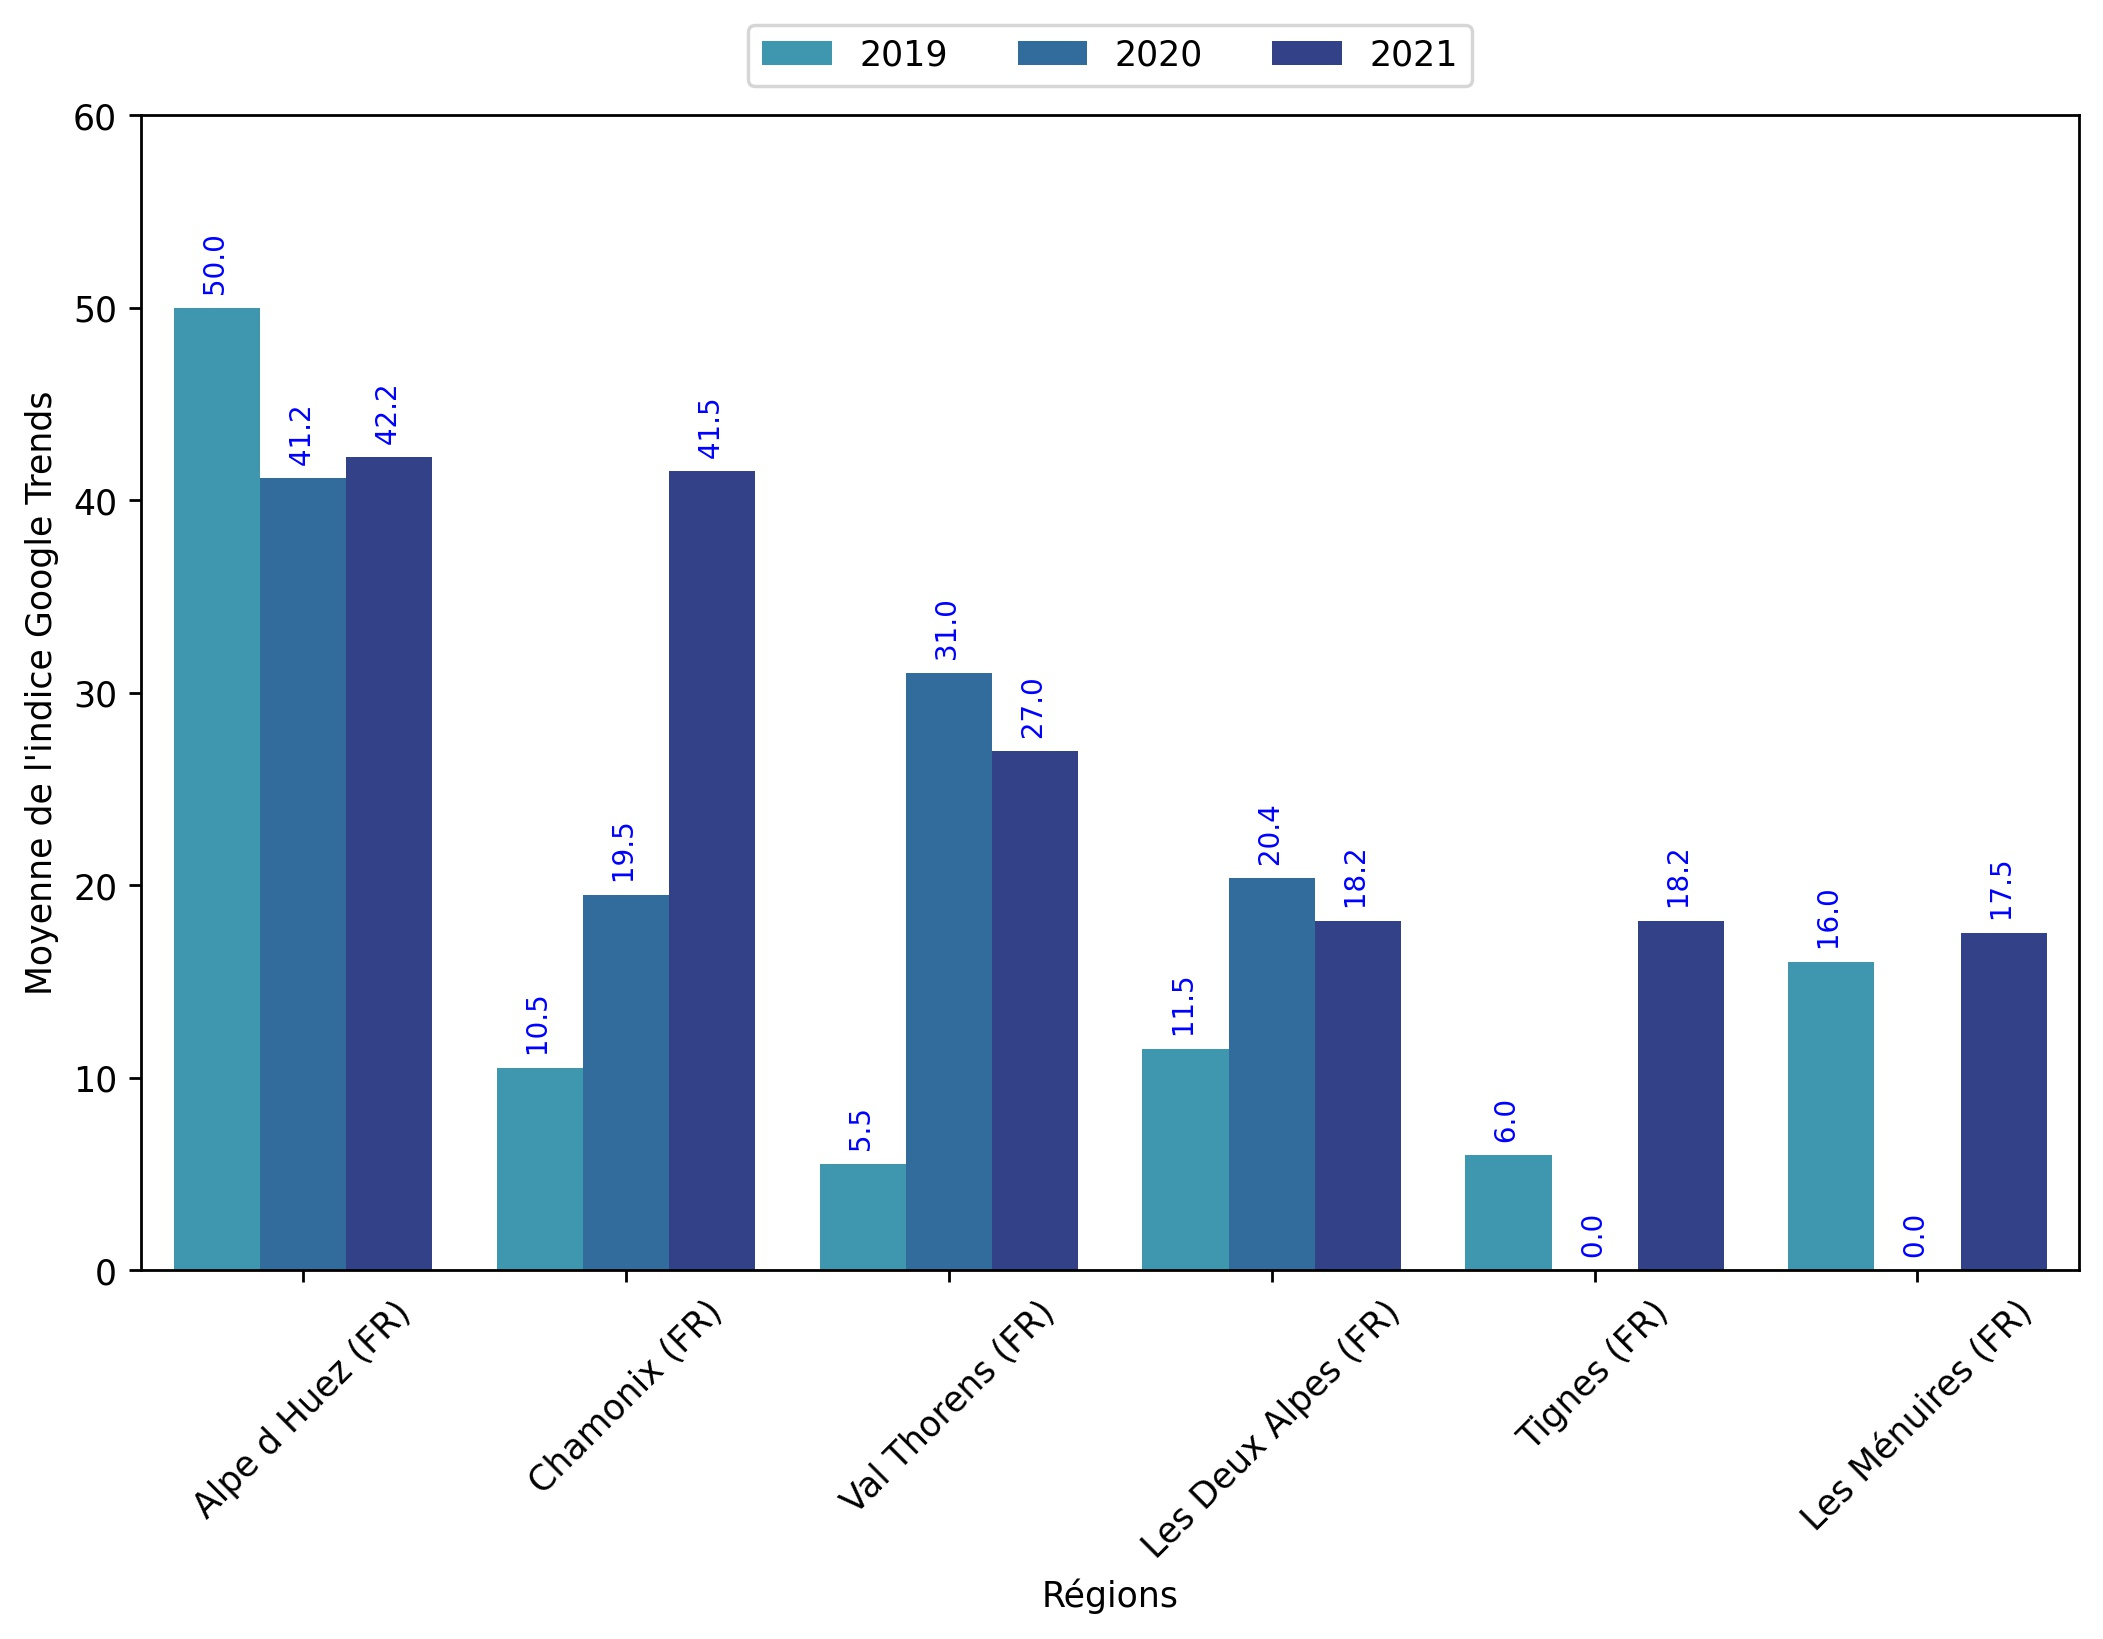 2019 2020 2021
Moyenne de l'indice Google Trends
60
50
40
30
20
10
0
50.0 41.2 42.2
10.5 19.5 41.5
5.5 31.0 27.0
11.5 20.4 18.2
6.0 0.0 18.2
16.0 0.0 17.5
Alpe d Huez (FR)
Chamonix (FR)
Val Thorens (FR)
Les Deux Alpes (FR)
Tignes (FR)
Les Ménuires (FR)
Régions